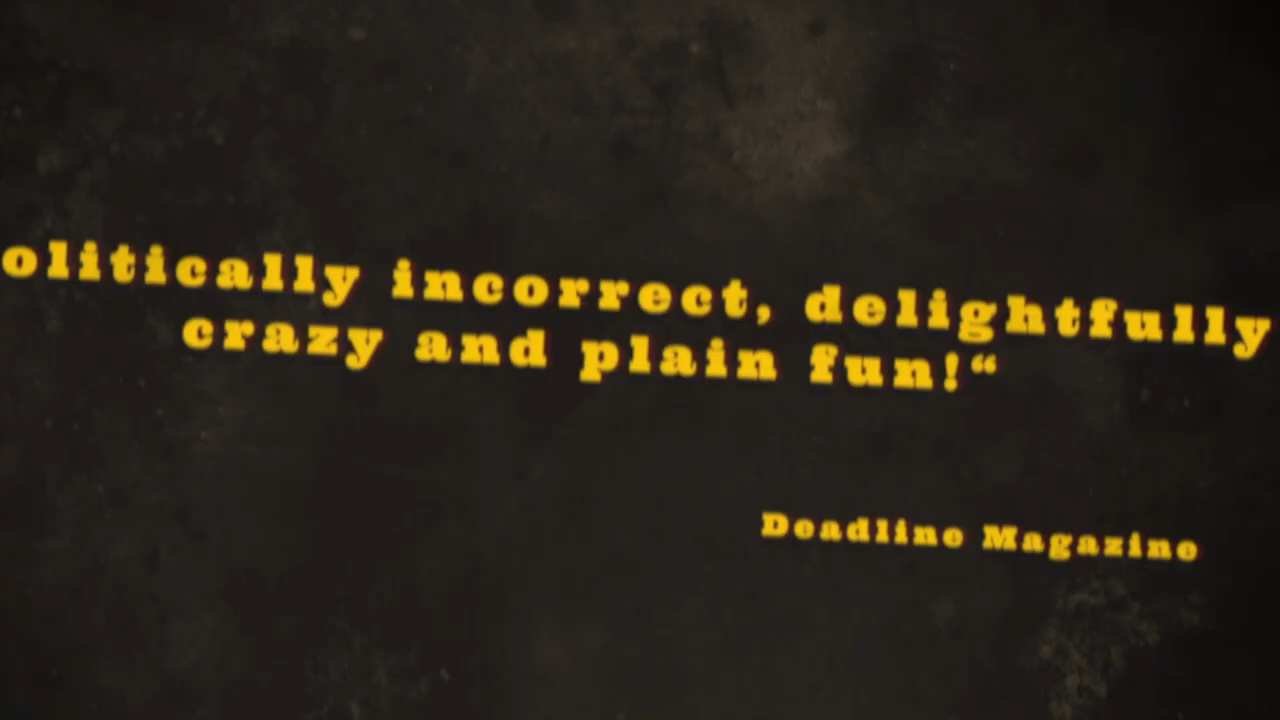 olitically incorrect, delightfully
crazy and plain fun!“
Deadline Magazine